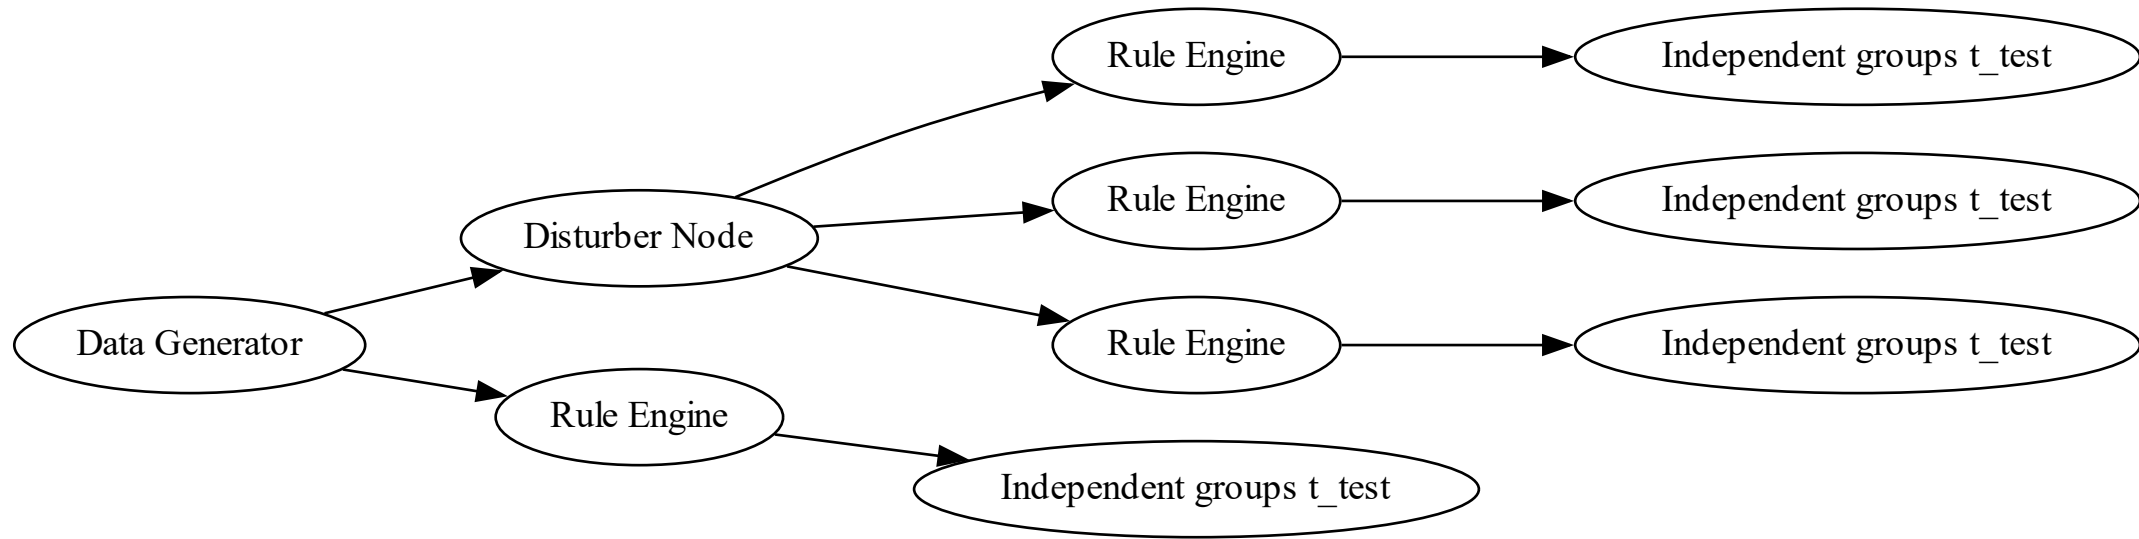 Rule Engine
Independent groups t_test
Rule Engine
Independent groups t_test
Disturber Node
Data Generator
Rule Engine
Independent groups t_test
Rule Engine
Independent groups t_test